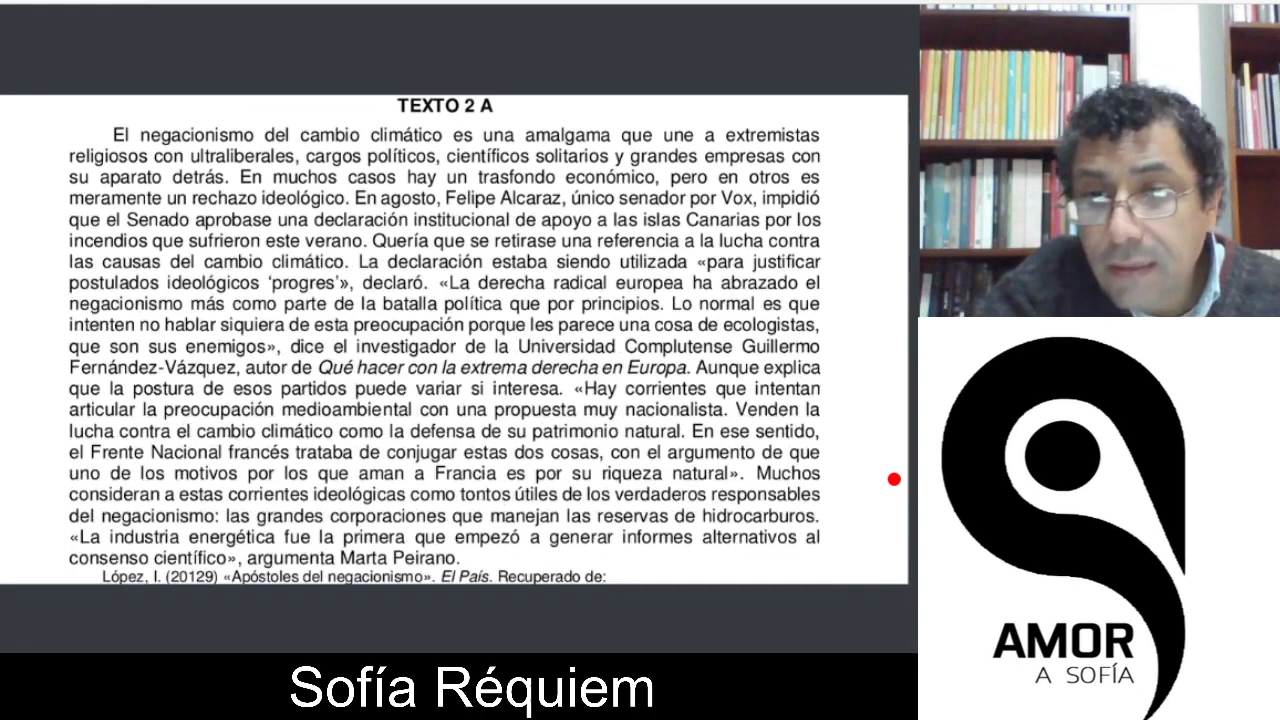 TEXTO 2 A
El negacionismo del cambio climático es una amalgama que une a extremistas
religiosos con ultraliberales, cargos políticos, científicos solitarios y grandes empresas con
su aparato detrás. En muchos casos hay un trasfondo económico, pero en otros es
meramente un rechazo ideológico. En agosto, Felipe Alcaraz, único senador por Vox, impidió
que el Senado aprobase una declaración institucional de apoyo a las islas Canarias por los
incendios que sufrieron este verano. Quería que se retirase una referencia a la lucha contra
las causas del cambio climático. La declaración estaba siendo utilizada «para justificar
postulados ideológicos ‘progres’», declaró. «La derecha radical europea ha abrazado el
negacionismo más como parte de la batalla política que por principios. Lo normal es que
intenten no hablar siquiera de esta preocupación porque les parece una cosa de ecologistas,
que son sus enemigos», dice el investigador de la Universidad Complutense Guillermo
Fernández-Vázquez, autor de Qué hacer con la extrema derecha en Europa. Aunque explica
que la postura de esos partidos puede variar si interesa. «Hay corrientes que intentan
articular la preocupación medioambiental con una propuesta muy nacionalista. Venden la
lucha contra el cambio climático como la defensa de su patrimonio natural. En ese sentido,
el Frente Nacional francés trataba de conjugar estas dos cosas, con el argumento de que
uno de los motivos por los que aman a Francia es por su riqueza natural». Muchos
consideran a estas corrientes ideológicas como tontos útiles de los verdaderos responsables
del negacionismo: las grandes corporaciones que manejan las reservas de hidrocarburos.
«La industria energética fue la primera que empezó a generar informes alternativos al
consenso científico», argumenta Marta Peirano.
López, I. (20129) «Apóstoles del negacionismo». El País. Recuperado de:
Sofía Réquiem
AMOR
A SOFÍA